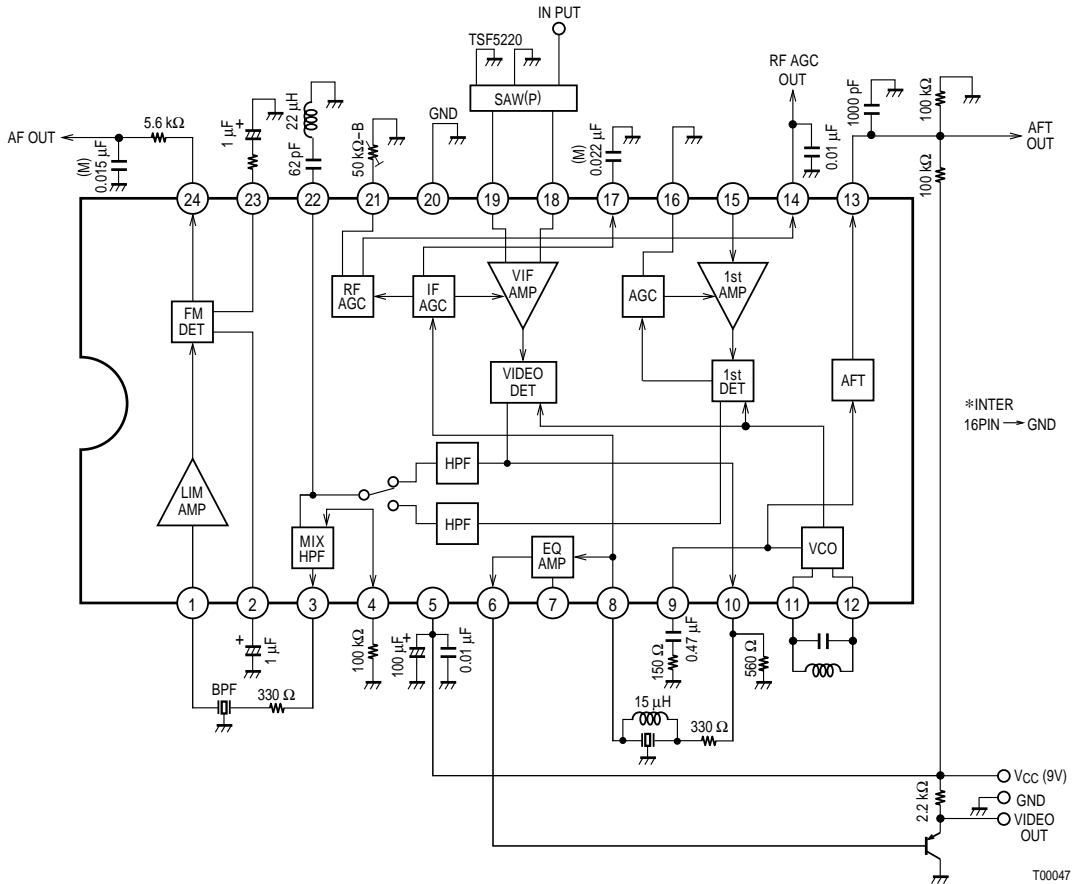 IN PUT
TSF5220
SAW(P)
RF AGC
OUT
1000 pF
100 kΩ
AF OUT
5.6 kΩ
(M)
0.015 µF
1 µF
+
22 µH
62 pF
50 kΩ-B
GND
(M)
0.022 µF
0.01 µF
AFT
OUT
100 kΩ
24
23
22
21
20
19
18
17
16
15
14
13
FM
DET
RF
AGC
IF
AGC
VIF
AMP
AGC
1st
AMP
VIDEO
DET
1st
DET
AFT
*INTER
16PIN → GND
LIM
AMP
HPF
HPF
MIX
HPF
EQ
AMP
VCO
1
2
3
4
5
6
7
8
9
10
11
12
+
1 µF
100 kΩ
100 µF
+
0.01 µF
150 Ω
0.47 µF
560 Ω
BPF
330 Ω
15 µH
330 Ω
VCC (9V)
2.2 kΩ
GND
VIDEO
OUT
T00047